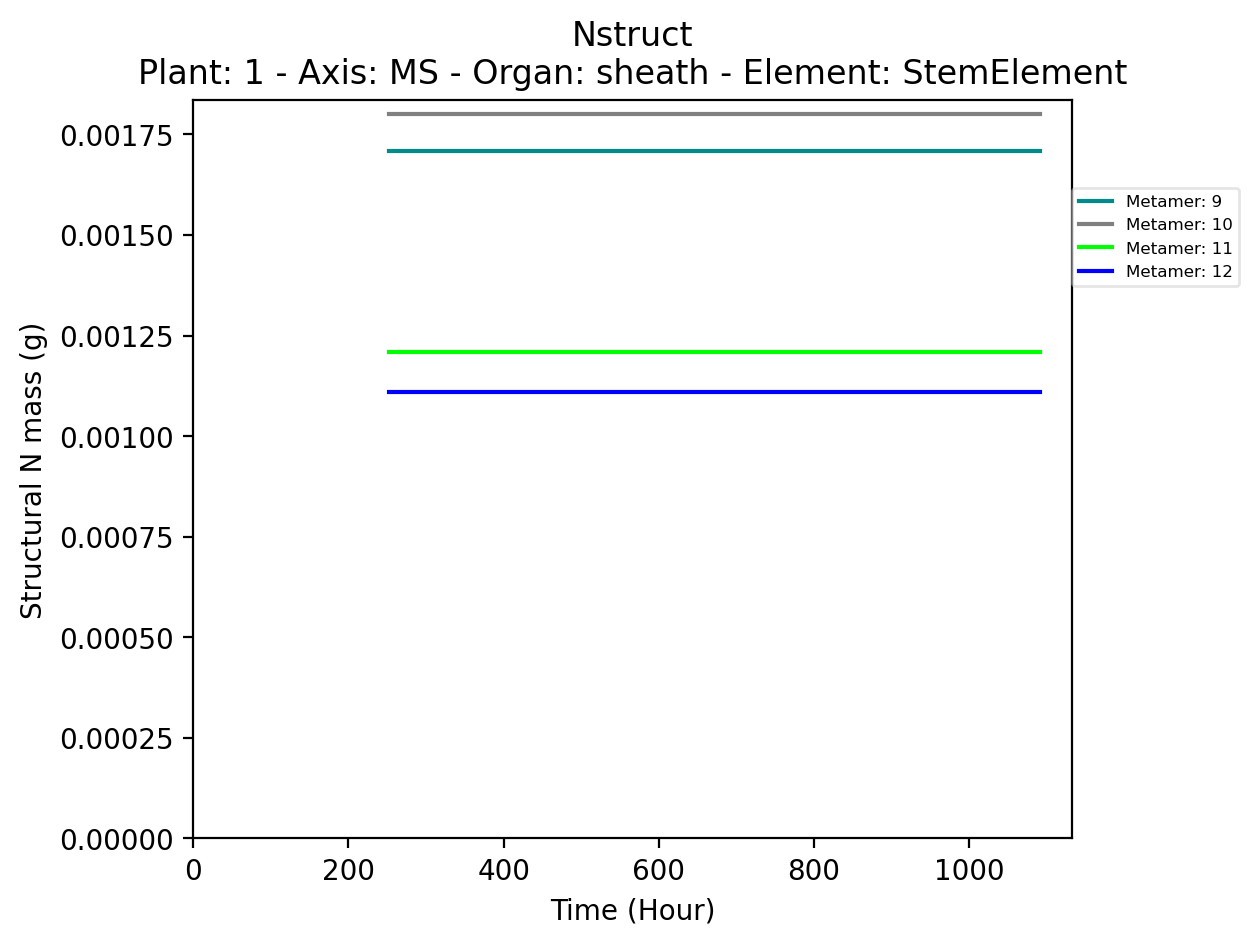 Nstruct
Plant: 1 - Axis: MS - Organ: sheath - Element: StemElement
Structural N mass (g)
0.00175
0.00150
0.00125
0.00100
0.00075
0.00050
0.00025
0.00000
0 200 400 600 800 1000
Time (Hour)
Metamer: 9
Metamer: 10
Metamer: 11
Metamer: 12